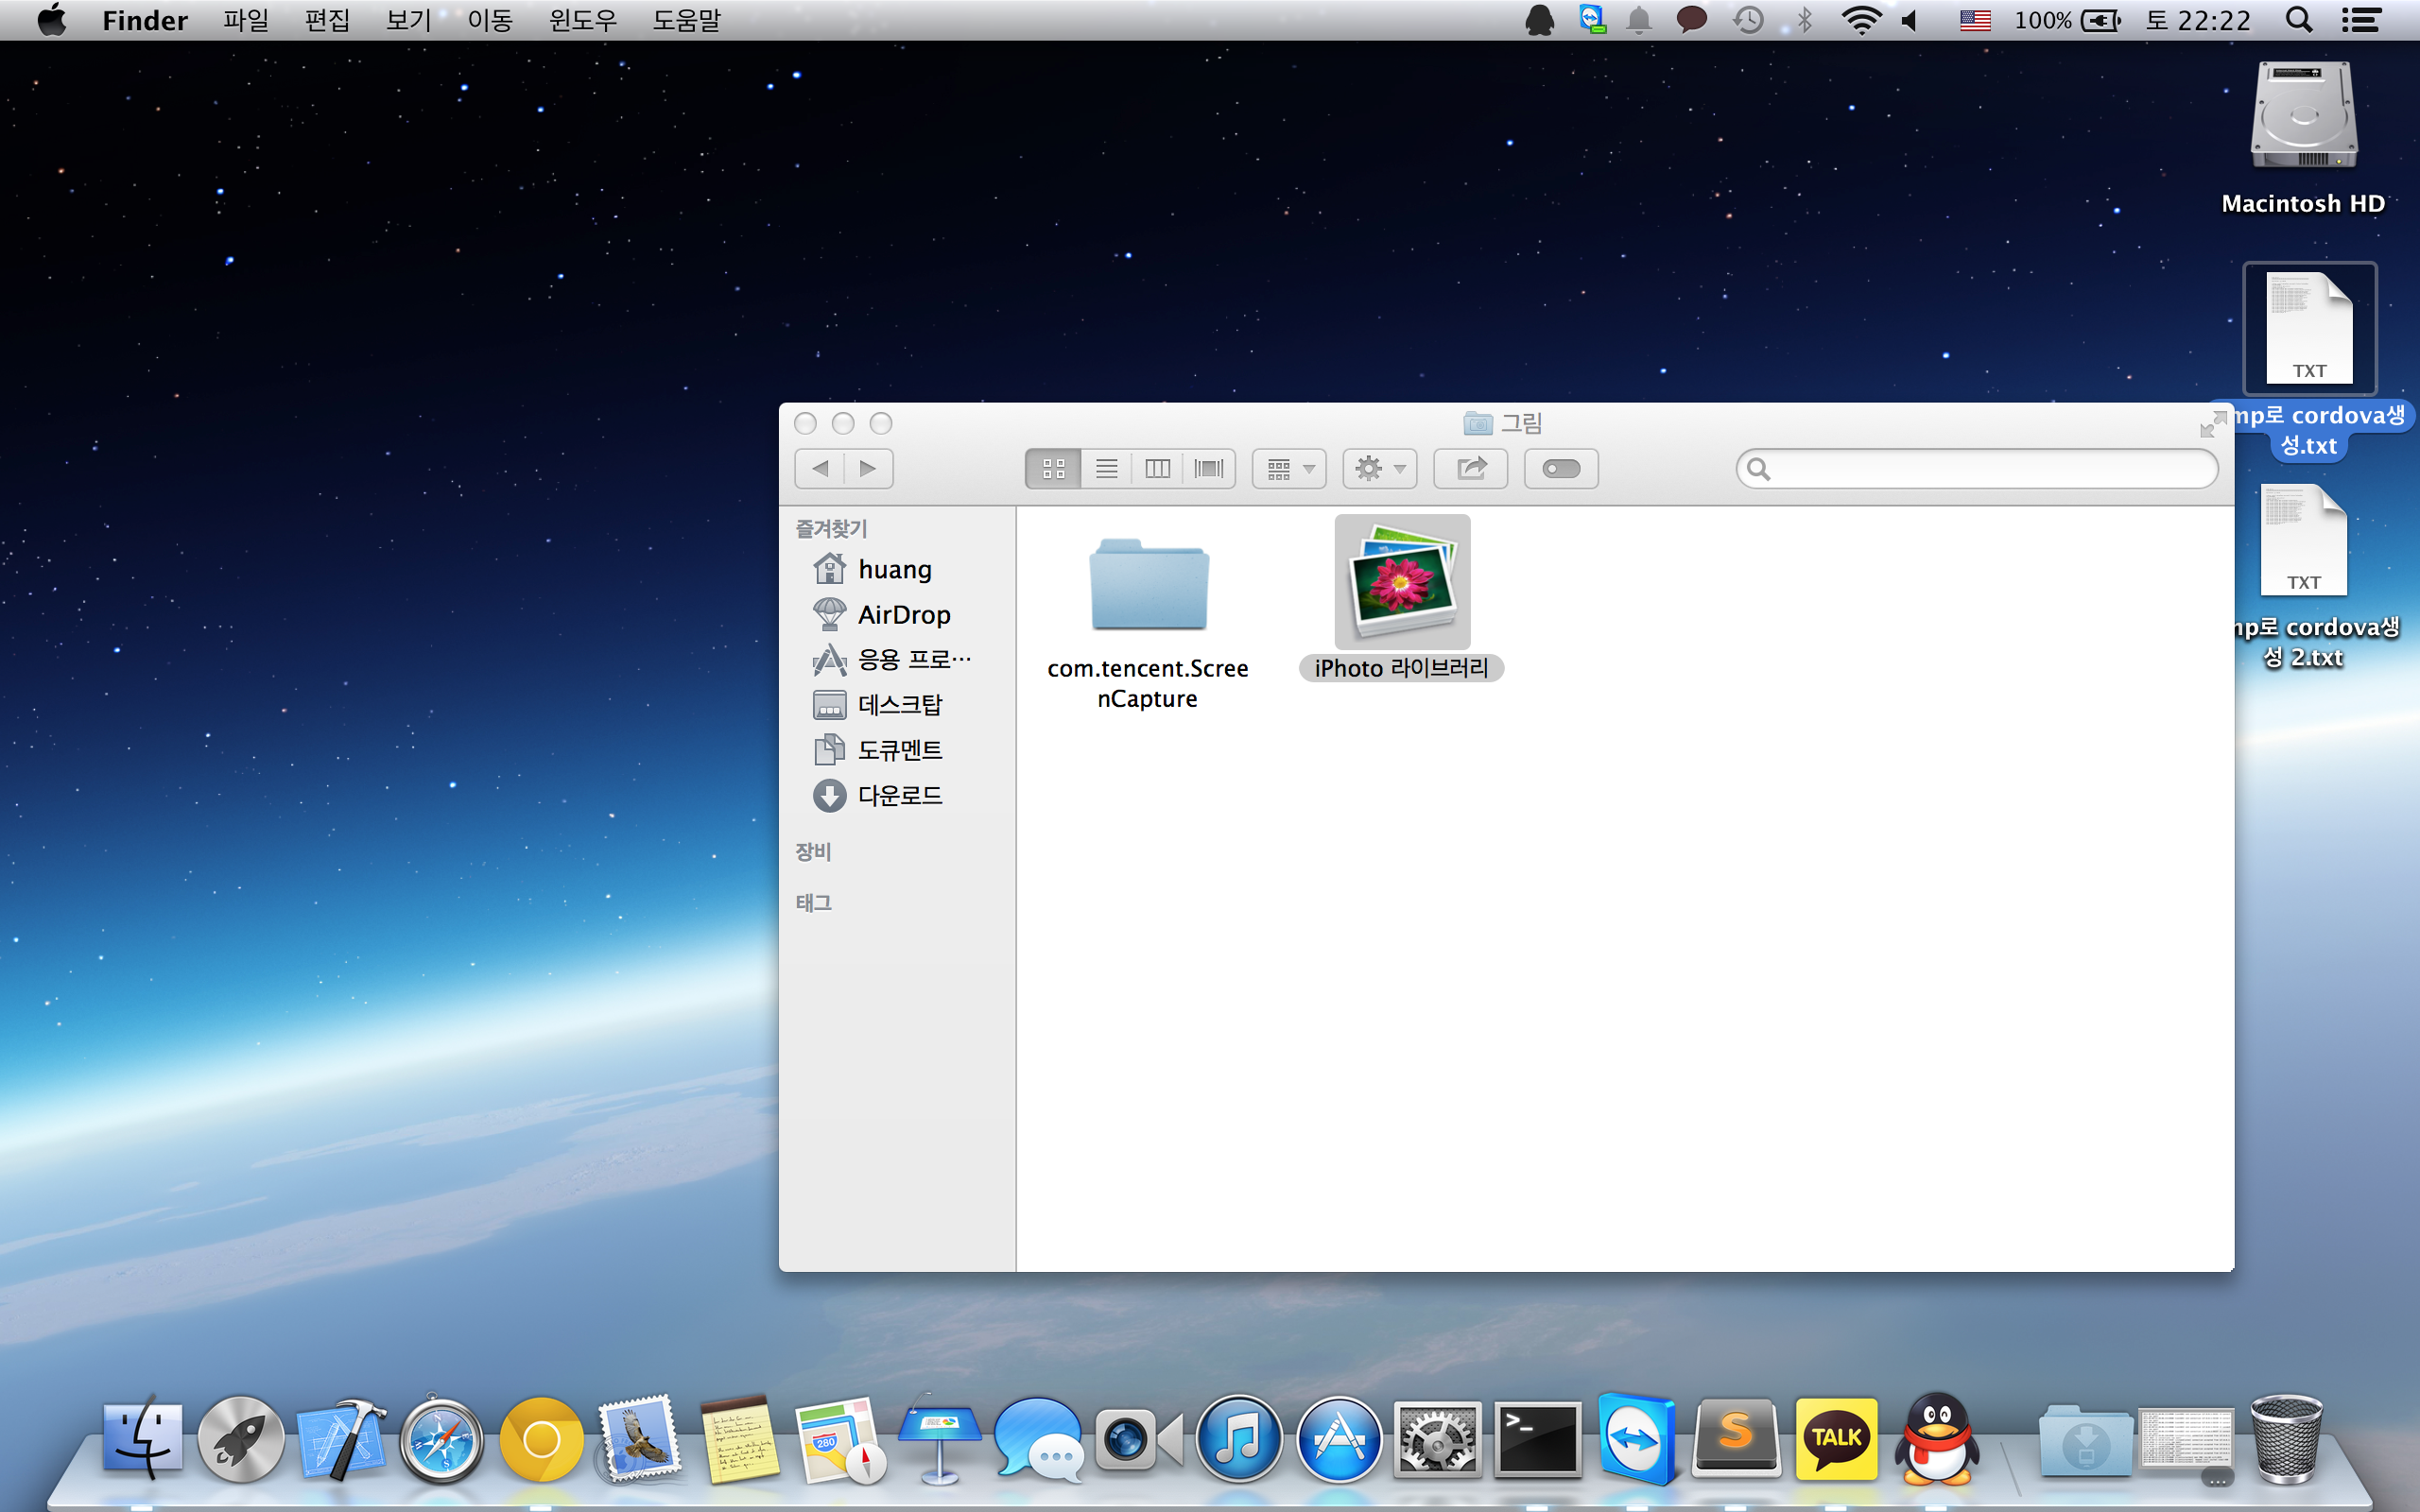 Finder 파일 편집 보기 이동 윈도우 도움말 100% 토 22:22
Macintosh HD
TXT
mp로 cordova생
성.txt
TXT
mp로 cordova생
성 2.txt
그림
즐겨찾기
huang
AirDrop
응용 프로…
데스크탑
도큐멘트
다운로드
장비
태그
com.tencent.Scree
nCapture
iPhoto 라이브러리
280
>_
S
TALK